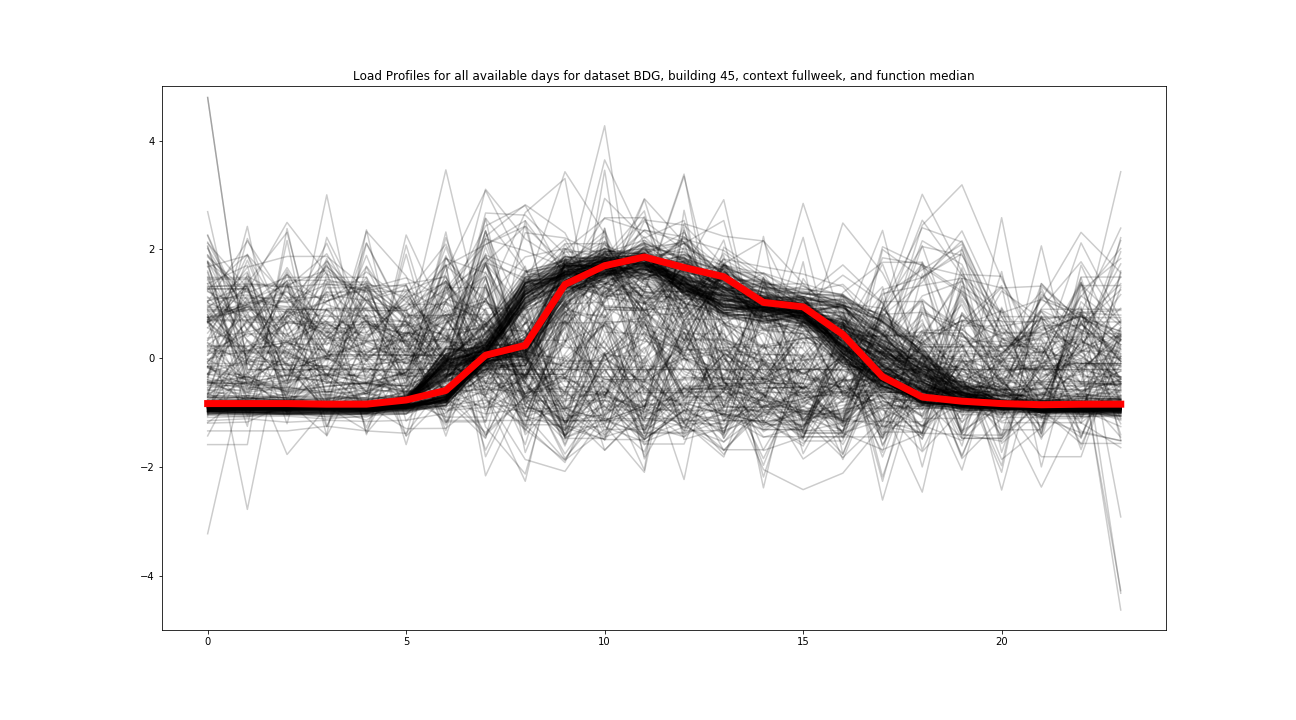 Load Profiles for all available days for dataset BDG, building 45, context fullweek, and function median
4
2
0
−2
−4
0 5 10 15 20